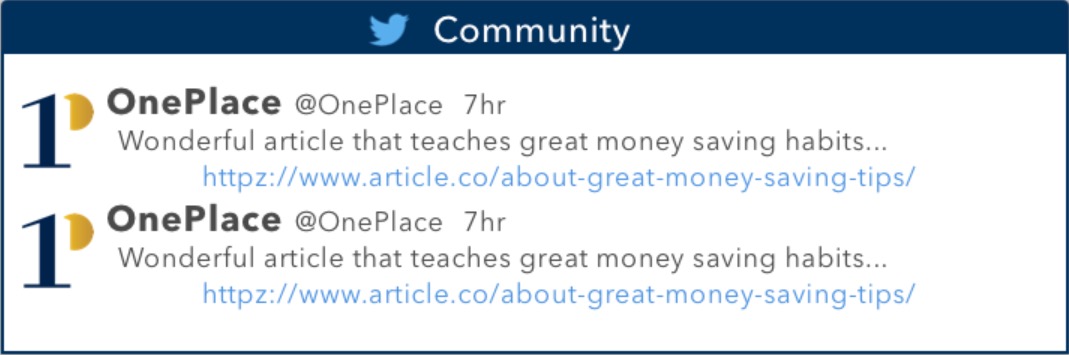 Community
OnePlace @OnePlace 7hr
Wonderful article that teaches great money saving habits...
httpz://www.article.co/about-great-money-saving-tips/
OnePlace @OnePlace 7hr
Wonderful article that teaches great money saving habits...
httpz://www.article.co/about-great-money-saving-tips/